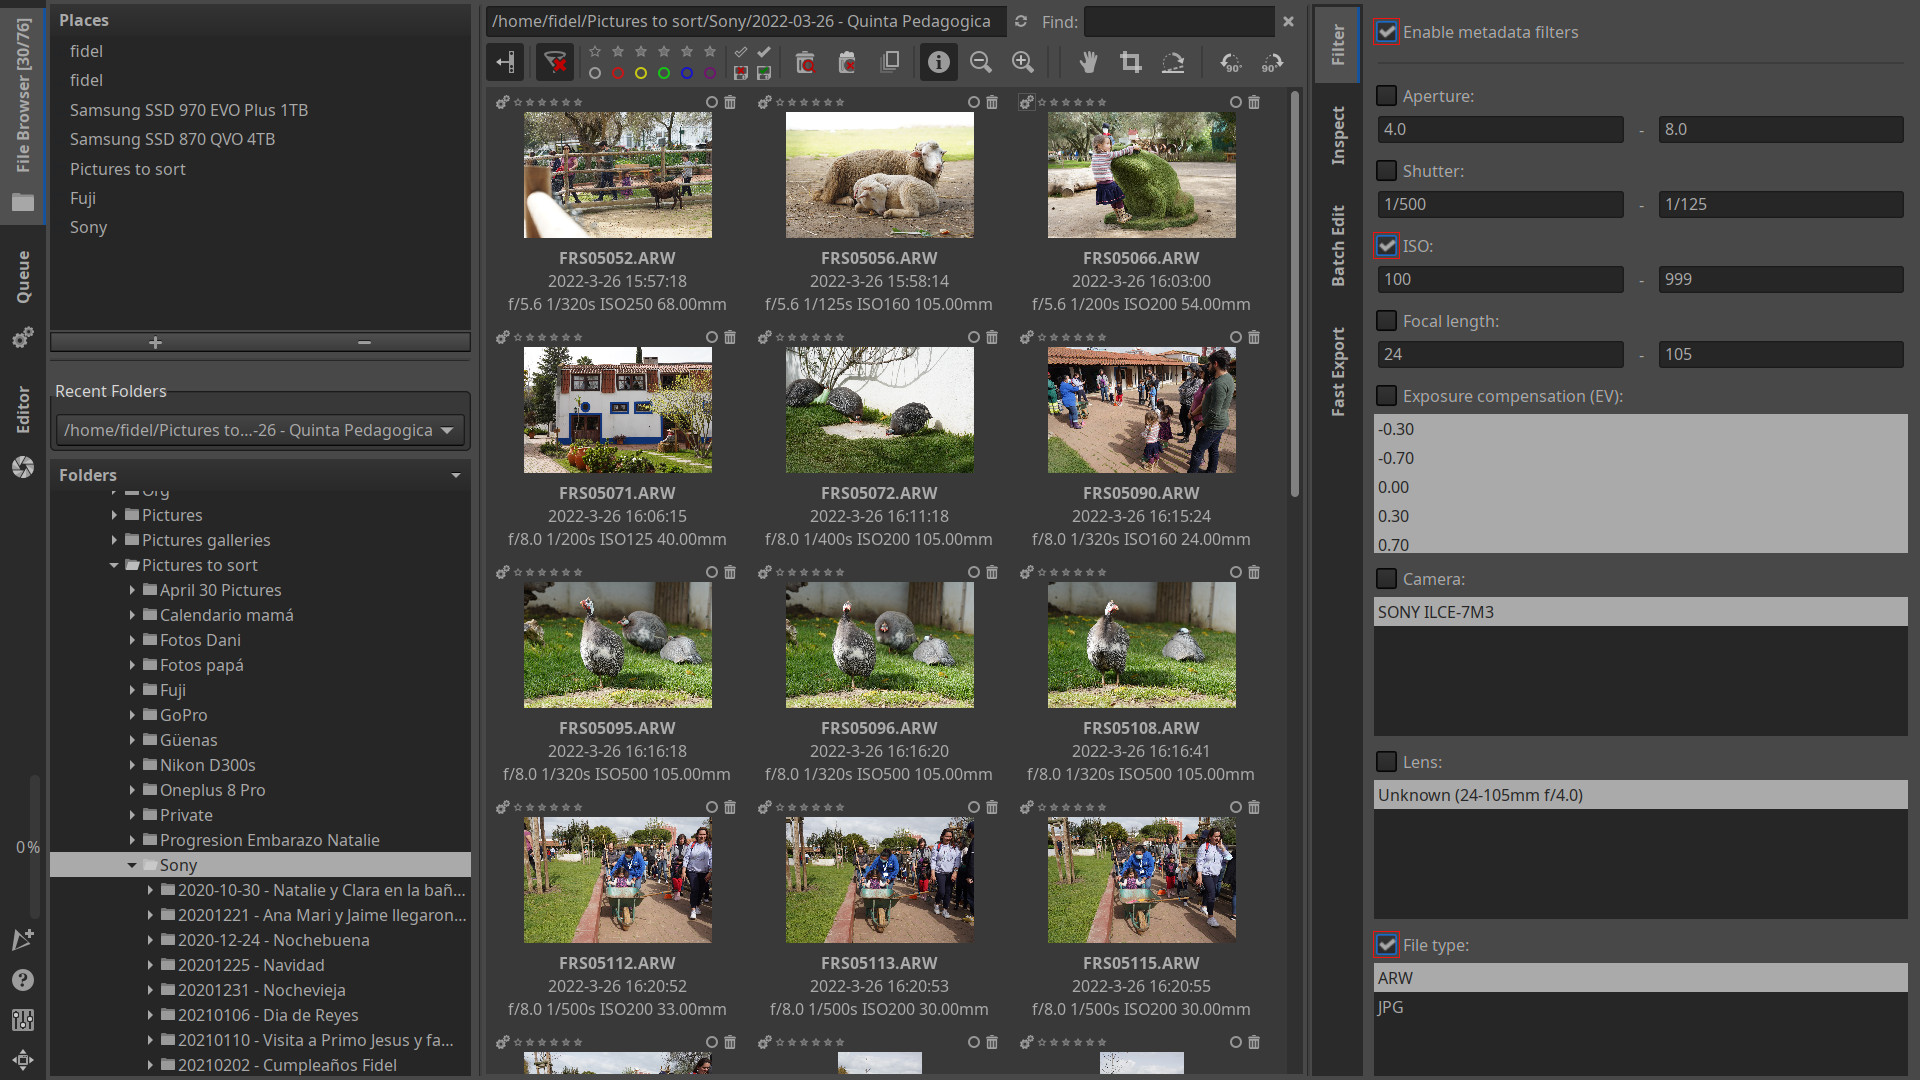 File Browser [30/76]
Queue
Editor
0%
Places
fidel
fidel
Samsung SSD 970 EVO Plus 1TB
Samsung SSD 870 QVO 4TB
Pictures to sort
Fuji
Sony
Recent Folders
/home/fidel/Pictures to...-26 - Quinta Pedagogica
Folders
Org
Pictures
Pictures galleries
Pictures to sort
April 30 Pictures
Calendario mamá
Fotos Dani
Fotos papá
Fuji
GoPro
Güenas
Nikon D300s
Oneplus 8 Pro
Private
Progresion Embarazo Natalie
Sony
2020-10-30 - Natalie y Clara en la bañ...
20201221 - Ana Mari y Jaime llegaron...
2020-12-24 - Nochebuena
20201225 - Navidad
20201231 - Nochevieja
20210106 - Dia de Reyes
20210110 - Visita a Primo Jesus y fa...
20210202 - Cumpleaños Fidel
/home/fidel/Pictures to sort/Sony/2022-03-26 - Quinta Pedagogica
Find:
90°
90°
FRS05052.ARW
2022-3-26 15:57:18
f/5.6 1/320s ISO250 68.00mm
FRS05056.ARW
2022-3-26 15:58:14
f/5.6 1/125s ISO160 105.00mm
FRS05066.ARW
2022-3-26 16:03:00
f/5.6 1/200s ISO200 54.00mm
FRS05071.ARW
2022-3-26 16:06:15
f/8.0 1/200s ISO125 40.00mm
FRS05072.ARW
2022-3-26 16:11:18
f/8.0 1/400s ISO200 105.00mm
FRS05090.ARW
2022-3-26 16:15:24
f/8.0 1/320s ISO160 24.00mm
FRS05095.ARW
2022-3-26 16:16:18
f/8.0 1/320s ISO500 105.00mm
FRS05096.ARW
2022-3-26 16:16:20
f/8.0 1/320s ISO500 105.00mm
FRS05108.ARW
2022-3-26 16:16:41
f/8.0 1/320s ISO500 105.00mm
FRS05112.ARW
2022-3-26 16:20:52
f/8.0 1/500s ISO200 33.00mm
FRS05113.ARW
2022-3-26 16:20:53
f/8.0 1/500s ISO200 30.00mm
FRS05115.ARW
2022-3-26 16:20:55
f/8.0 1/500s ISO200 30.00mm
Filter
Inspect
Batch Edit
Fast Export
Enable metadata filters
Aperture:
4.0 - 8.0
Shutter:
1/500 - 1/125
ISO:
100 - 999
Focal length:
24 - 105
Exposure compensation (EV):
-0.30
-0.70
0.00
0.30
0.70
Camera:
SONY ILCE-7M3
Lens:
Unknown (24-105mm f/4.0)
File type:
ARW
JPG